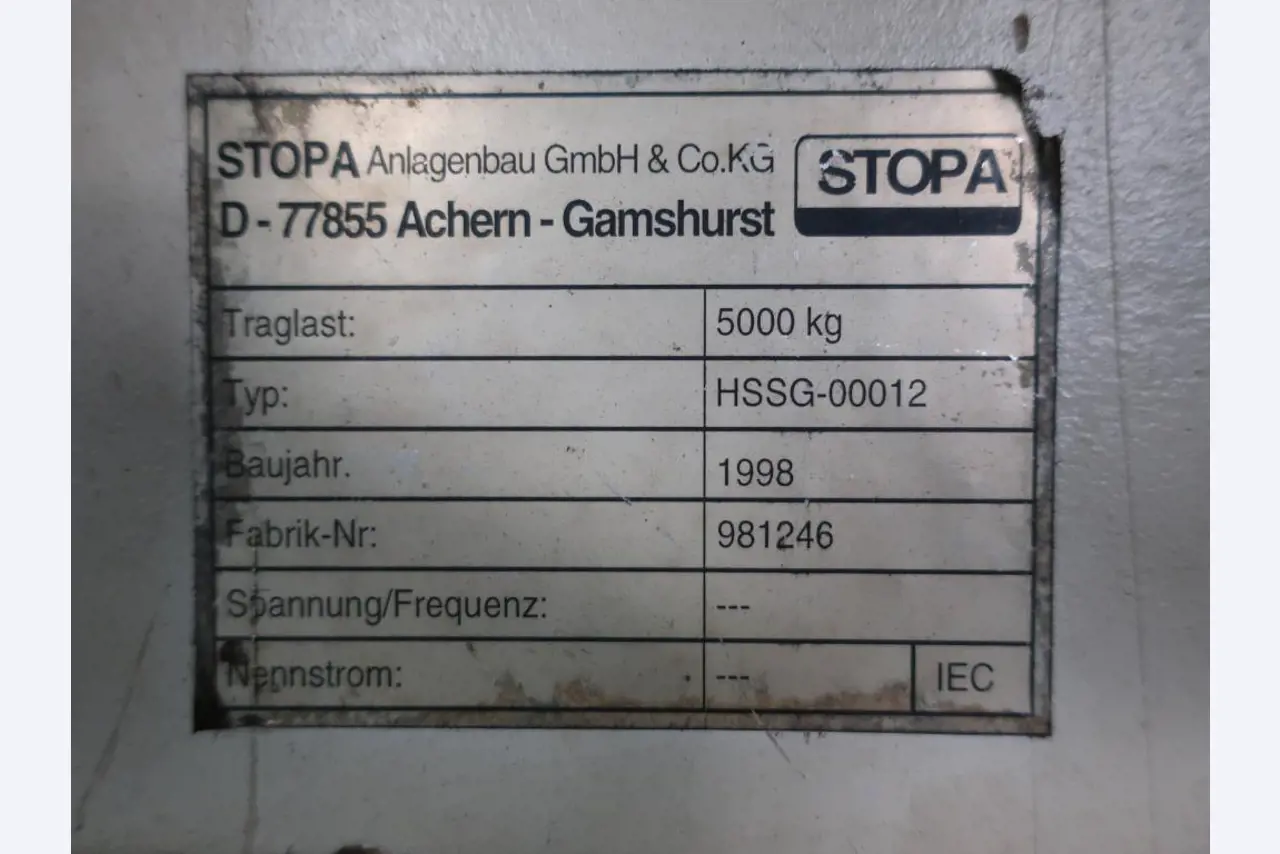 STOPA Anlagenbau GmbH & Co.KG
D - 77855 Achern - Gamshurst
STOPA
Traglast: 5000 kg
Typ: HSSG-00012
Baujahr. 1998
Fabrik-Nr: 981246
Spannung/Frequenz: ---
Nennstrom: --- IEC